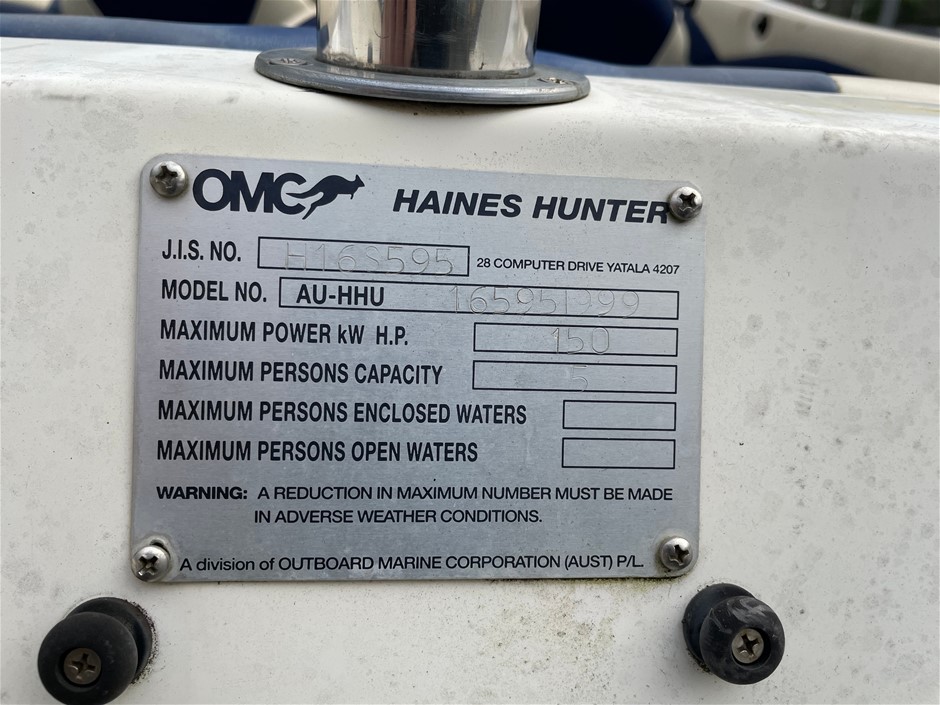 OMC HAINES HUNTER
J.I.S. NO. H16S595 28 COMPUTER DRIVE YATALA 4207
MODEL NO. AU-HHU 16595I999
MAXIMUM POWER kW H.P. 150
MAXIMUM PERSONS CAPACITY 5
MAXIMUM PERSONS ENCLOSED WATERS
MAXIMUM PERSONS OPEN WATERS
WARNING: A REDUCTION IN MAXIMUM NUMBER MUST BE MADE
IN ADVERSE WEATHER CONDITIONS.
A division of OUTBOARD MARINE CORPORATION (AUST) P/L.